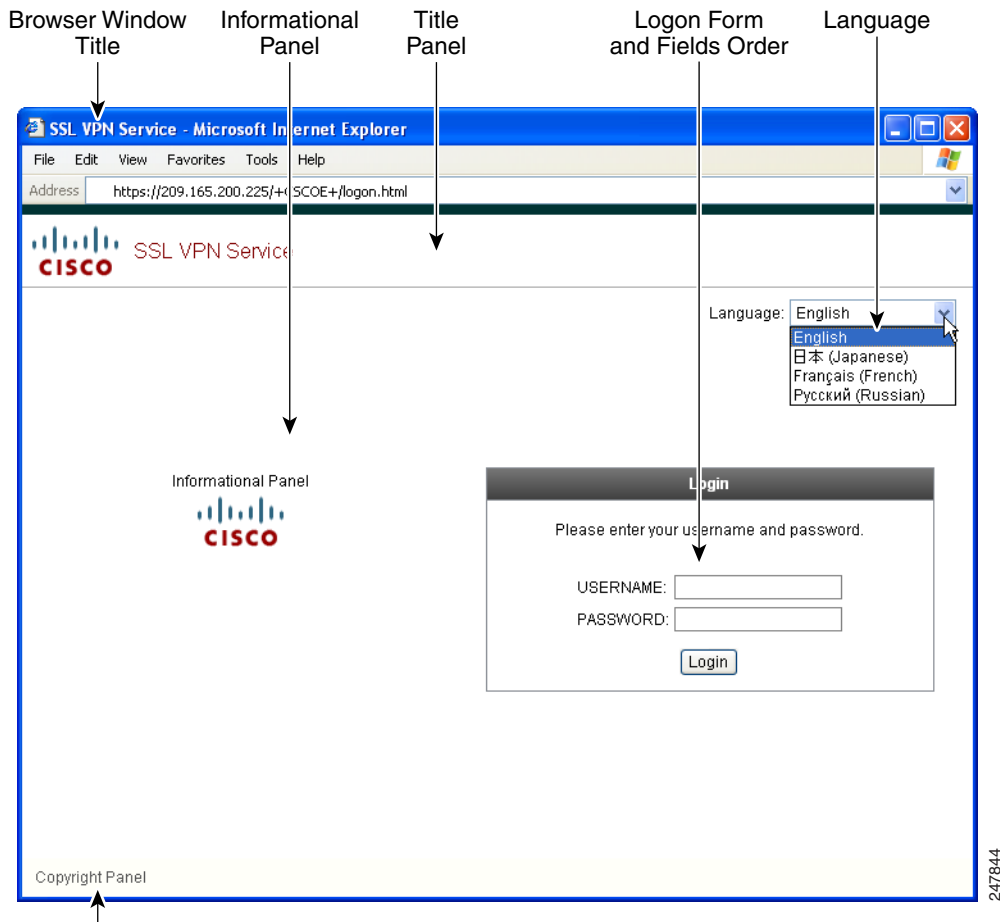 Browser Window Title
Informational Panel
Title Panel
Logon Form and Fields Order
Language
SSL VPN Service - Microsoft Internet Explorer
File Edit View Favorites Tools Help
Address https://209.165.200.225/+CSCOE+/logon.html
CISCO SSL VPN Service
Language: English
English
日本 (Japanese)
Français (French)
Русский (Russian)
Informational Panel
CISCO
Login
Please enter your username and password.
USERNAME:
PASSWORD:
Login
Copyright Panel
247844